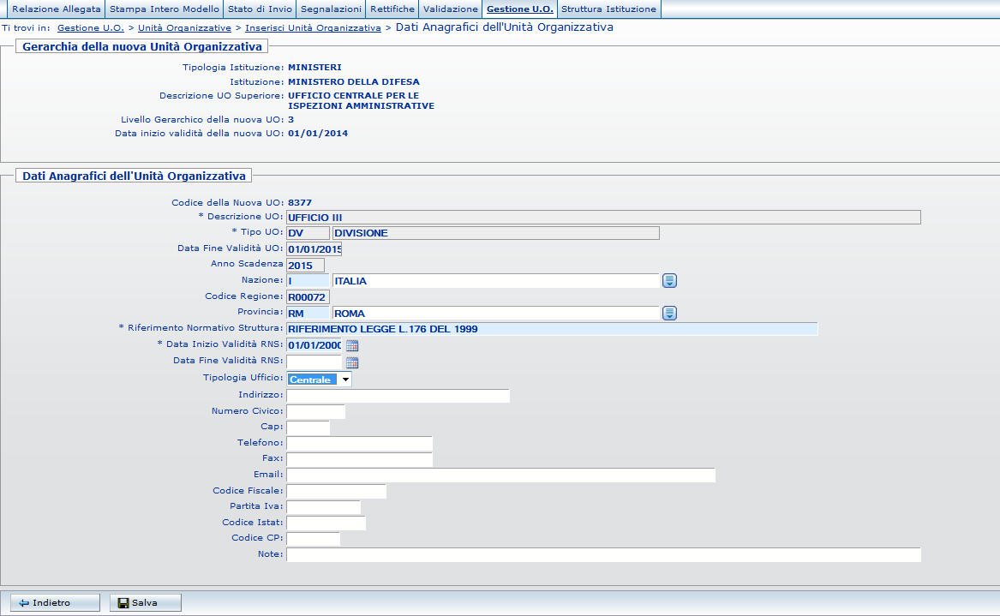 Relazione Allegata Stampa Intero Modello Stato di Invio Segnalazioni Rettifiche Validazione Gestione U.O. Struttura Istituzione
Ti trovi in: Gestione U.O. > Unità Organizzative > Inserisci Unità Organizzativa > Dati Anagrafici dell'Unità Organizzativa
Gerarchia della nuova Unità Organizzativa
Tipologia Istituzione: MINISTERI
Istituzione: MINISTERO DELLA DIFESA
Descrizione UO Superiore: UFFICIO CENTRALE PER LE
ISPEZIONI AMMINISTRATIVE
Livello Gerarchico della nuova UO: 3
Data inizio validità della nuova UO: 01/01/2014
Dati Anagrafici dell'Unità Organizzativa
Codice della Nuova UO: 8377
* Descrizione UO: UFFICIO III
* Tipo UO: DV DIVISIONE
Data Fine Validità UO: 01/01/2015
Anno Scadenza 2015
Nazione: I ITALIA
Codice Regione: R00072
Provincia: RM ROMA
* Riferimento Normativo Struttura: RIFERIMENTO LEGGE L.176 DEL 1999
* Data Inizio Validità RNS: 01/01/2000
Data Fine Validità RNS:
Tipologia Ufficio: Centrale
Indirizzo:
Numero Civico:
Cap:
Telefono:
Fax:
Email:
Codice Fiscale:
Partita Iva:
Codice Istat:
Codice CP:
Note:
Indietro Salva